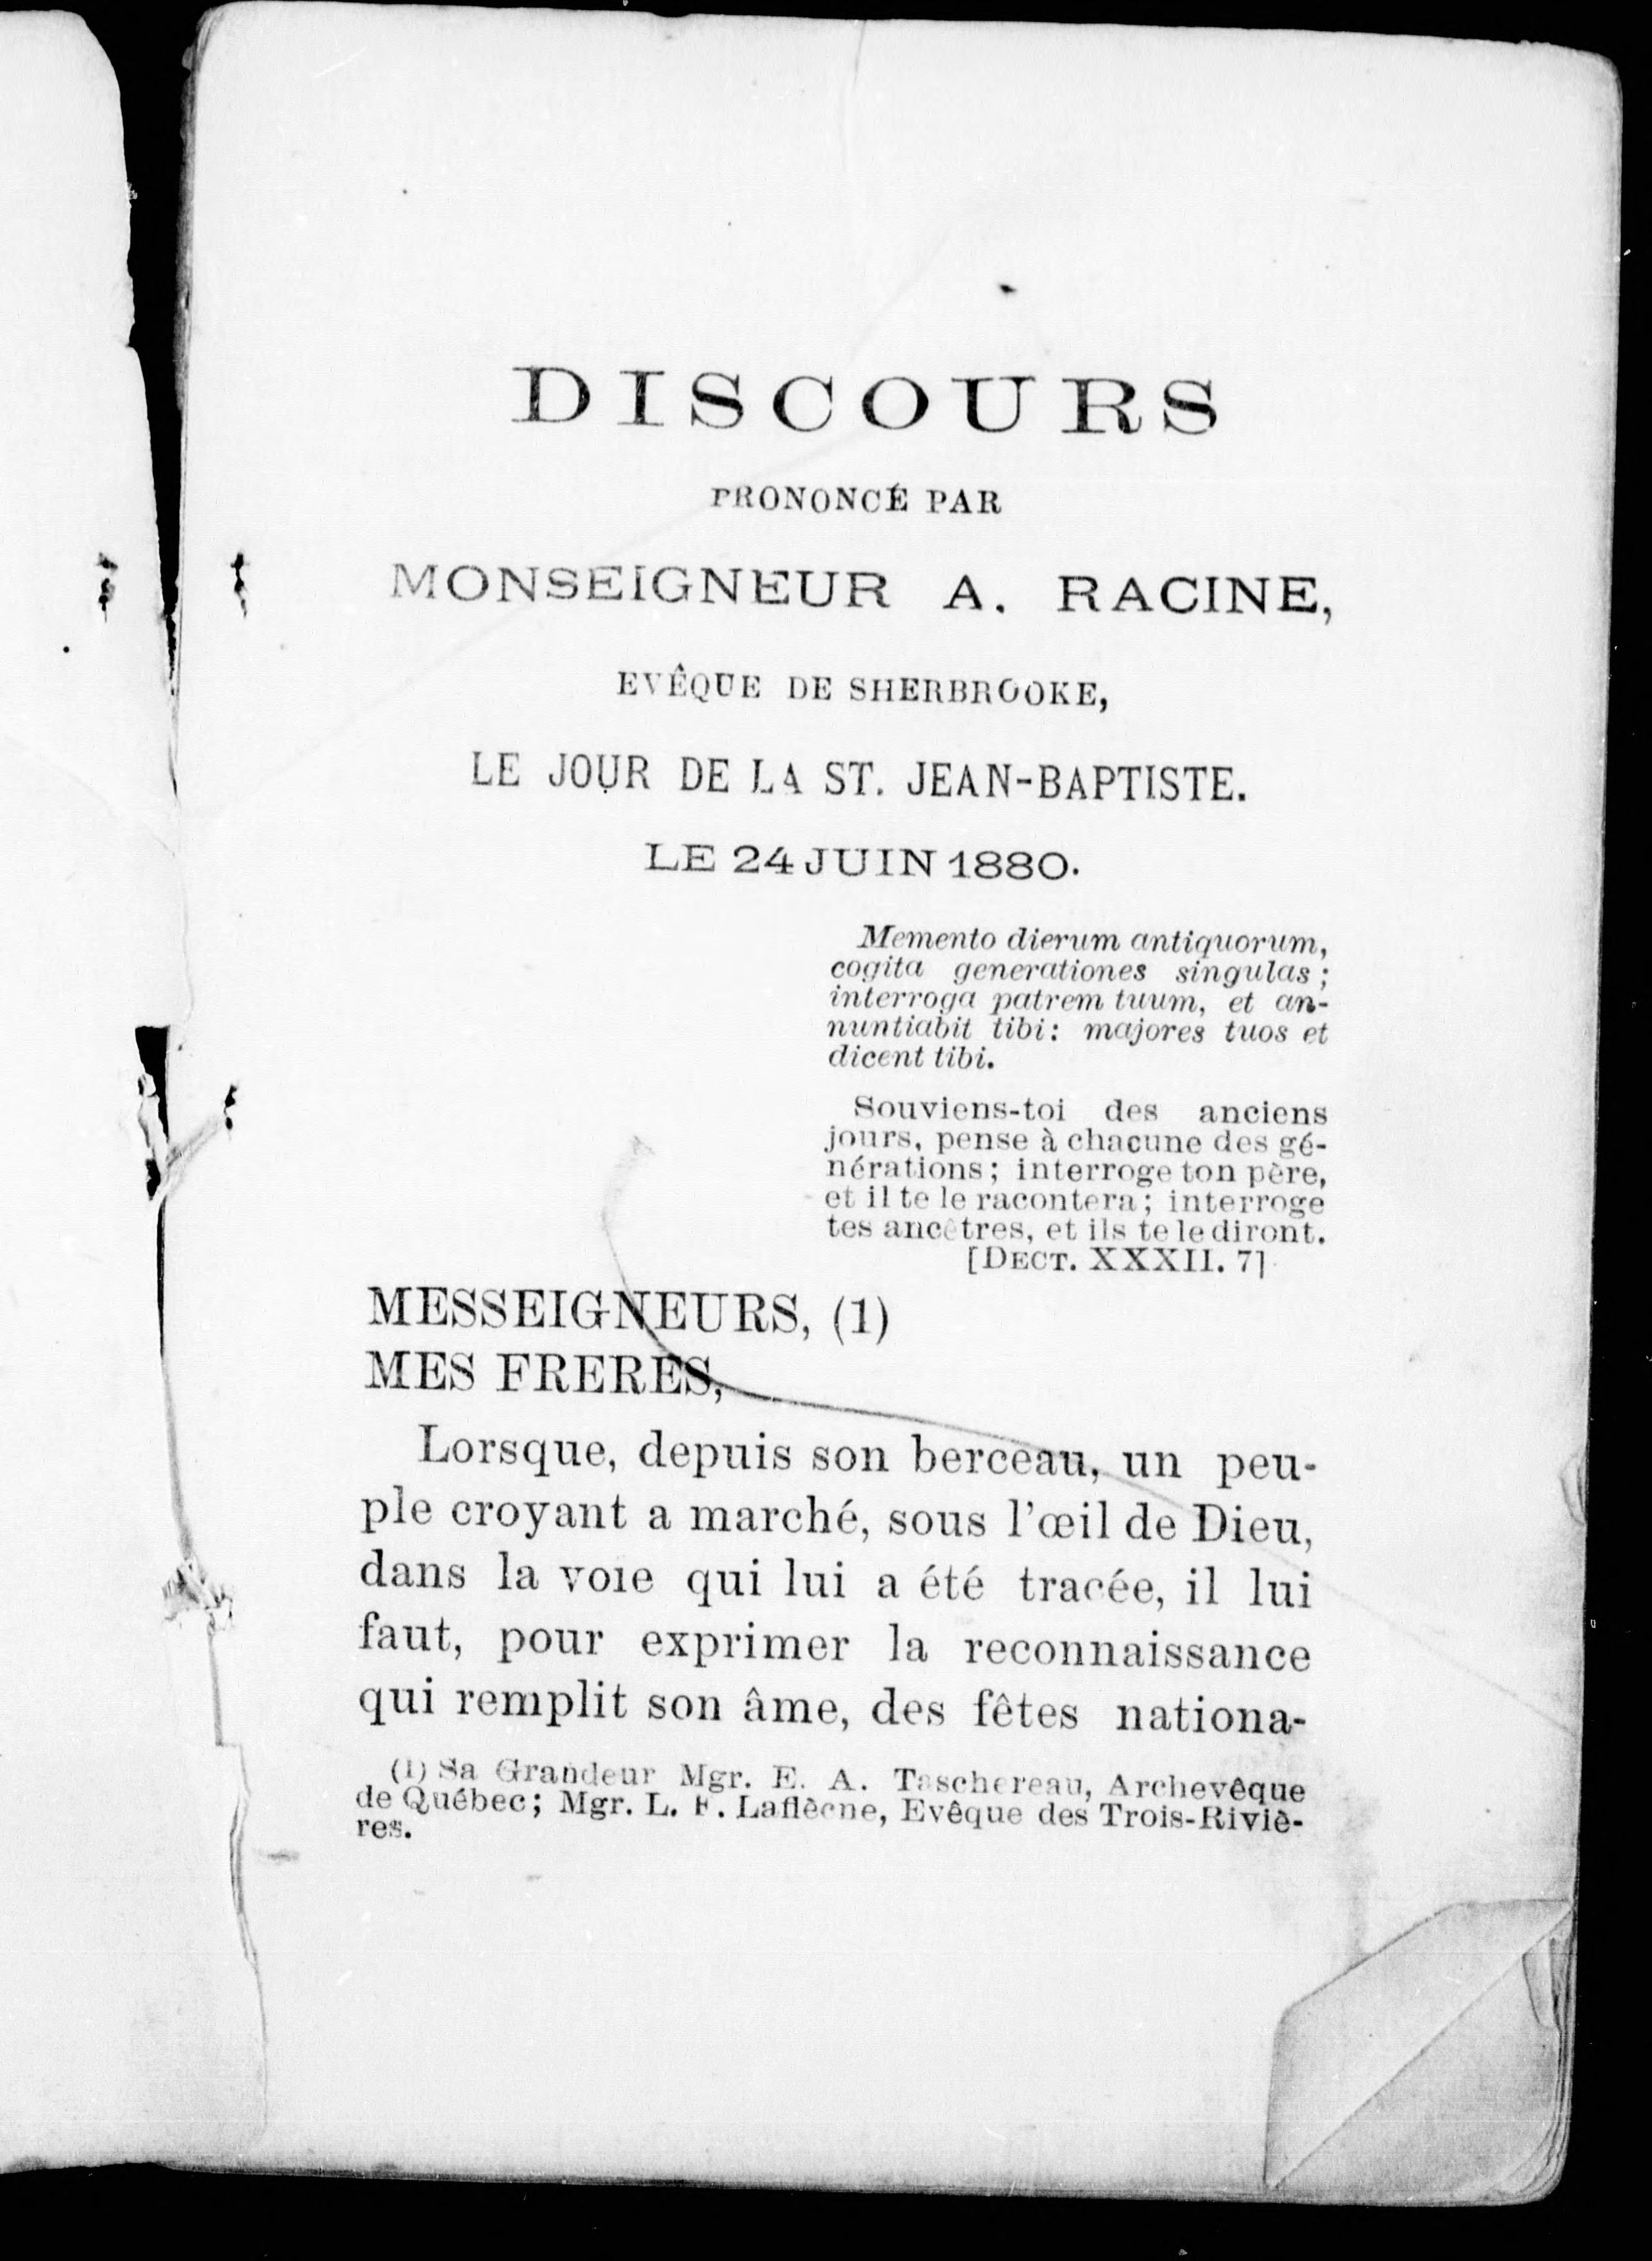 DISCOURS
PRONONCÉ PAR
MONSEIGNEUR A. RACINE,
EVÊQUE DE SHERBROOKE,
LE JOUR DE LA ST. JEAN-BAPTISTE.
LE 24 JUIN 1880.
Memento dierum antiquorum,
cogita generationes singulas ;
interroga patrem tuum, et an-
nuntiabit tibi: majores tuos et
dicent tibi.
Souviens-toi des anciens
jours, pense à chacune des gé-
nérations ; interroge ton père,
et il te le racontera ; interroge
tes ancêtres, et ils te le diront.
[DECT. XXXII. 7]
MESSEIGNEURS, (1)
MES FRERES,
Lorsque, depuis son berceau, un peu-
ple croyant a marché, sous l'œil de Dieu,
dans la voie qui lui a été tracée, il lui
faut, pour exprimer la reconnaissance
qui remplit son âme, des fêtes nationa-
(1) Sa Grandeur Mgr. E. A. Taschereau, Archevêque
de Québec ; Mgr. L. F. Laflèche, Evêque des Trois-Riviè-
res.